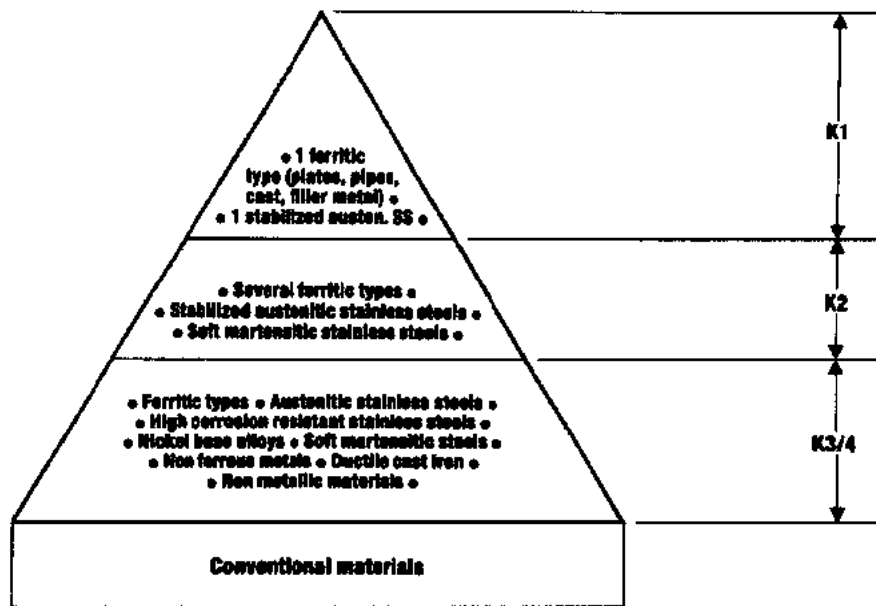 • 1 ferritic
type (plates, pipes,
cast, filler metal) •
• 1 stabilized austen. SS •
K1
• Several ferritic types •
• Stabilized austenitic stainless steels •
• Soft martensitic stainless steels •
K2
• Ferritic types • Austenitic stainless steels •
• High corrosion resistant stainless steels •
• Nickel base alloys • Soft martensitic steels •
• Non ferrous metals • Ductile cast iron •
• Non metallic materials •
K3/4
Conventional materials